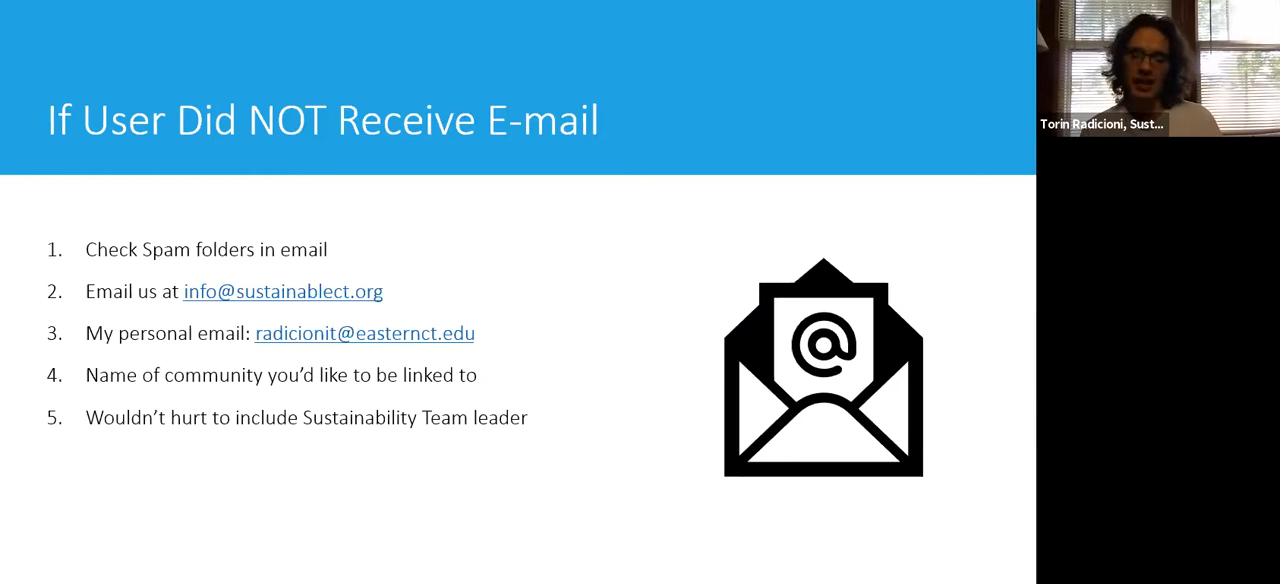 If User Did NOT Receive E-mail
Torin Radicioni, Sust...
1. Check Spam folders in email
2. Email us at info@sustainablect.org
3. My personal email: radicionit@easternct.edu
4. Name of community you'd like to be linked to
5. Wouldn't hurt to include Sustainability Team leader